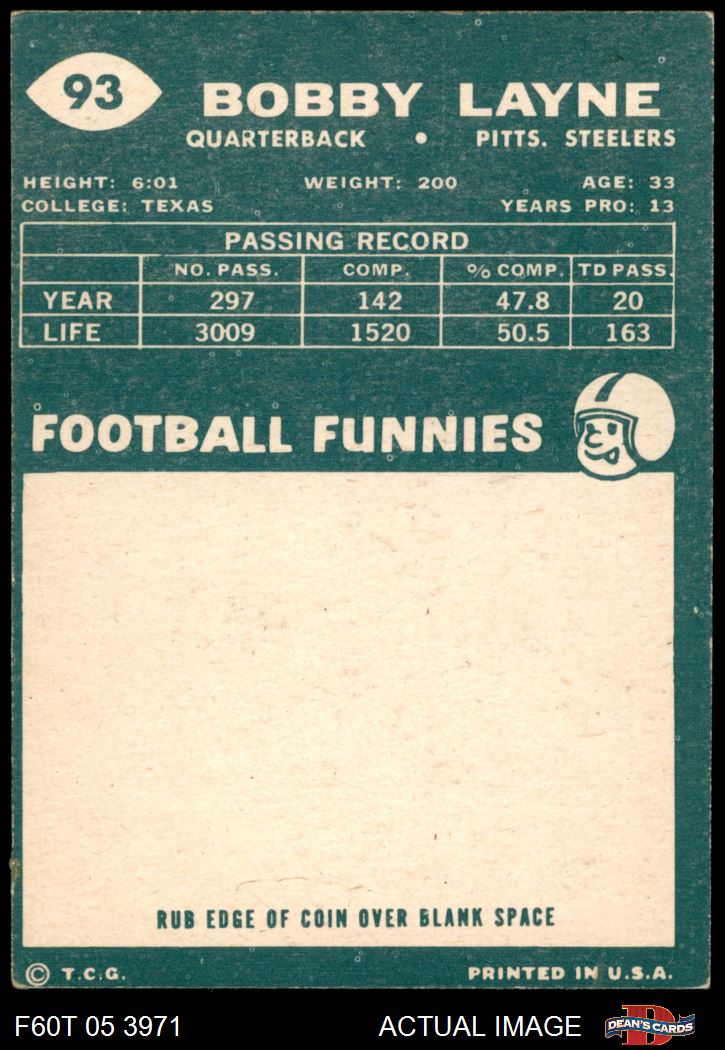 93
BOBBY LAYNE
QUARTERBACK • PITTS. STEELERS
HEIGHT: 6:01 WEIGHT: 200 AGE: 33
COLLEGE: TEXAS YEARS PRO: 13
PASSING RECORD
NO. PASS. COMP. % COMP. TD PASS.
YEAR 297 142 47.8 20
LIFE 3009 1520 50.5 163
FOOTBALL FUNNIES
RUB EDGE OF COIN OVER BLANK SPACE
© T.C.G. PRINTED IN U.S.A.
F60T 05 3971 ACTUAL IMAGE D DEAN'S CARDS